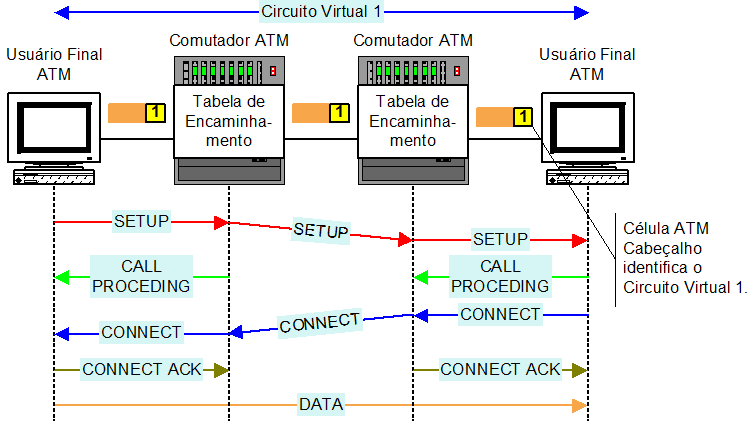 Circuito Virtual 1
Usuário Final
ATM
Comutador ATM
Comutador ATM
Usuário Final
ATM
1
Tabela de
Encaminha-
mento
1
Tabela de
Encaminha-
mento
1
Célula ATM
Cabeçalho
identifica o
Circuito Virtual 1.
SETUP
SETUP
SETUP
CALL
PROCEDING
CALL
PROCEDING
CONNECT
CONNECT
CONNECT
CONNECT ACK
CONNECT ACK
DATA